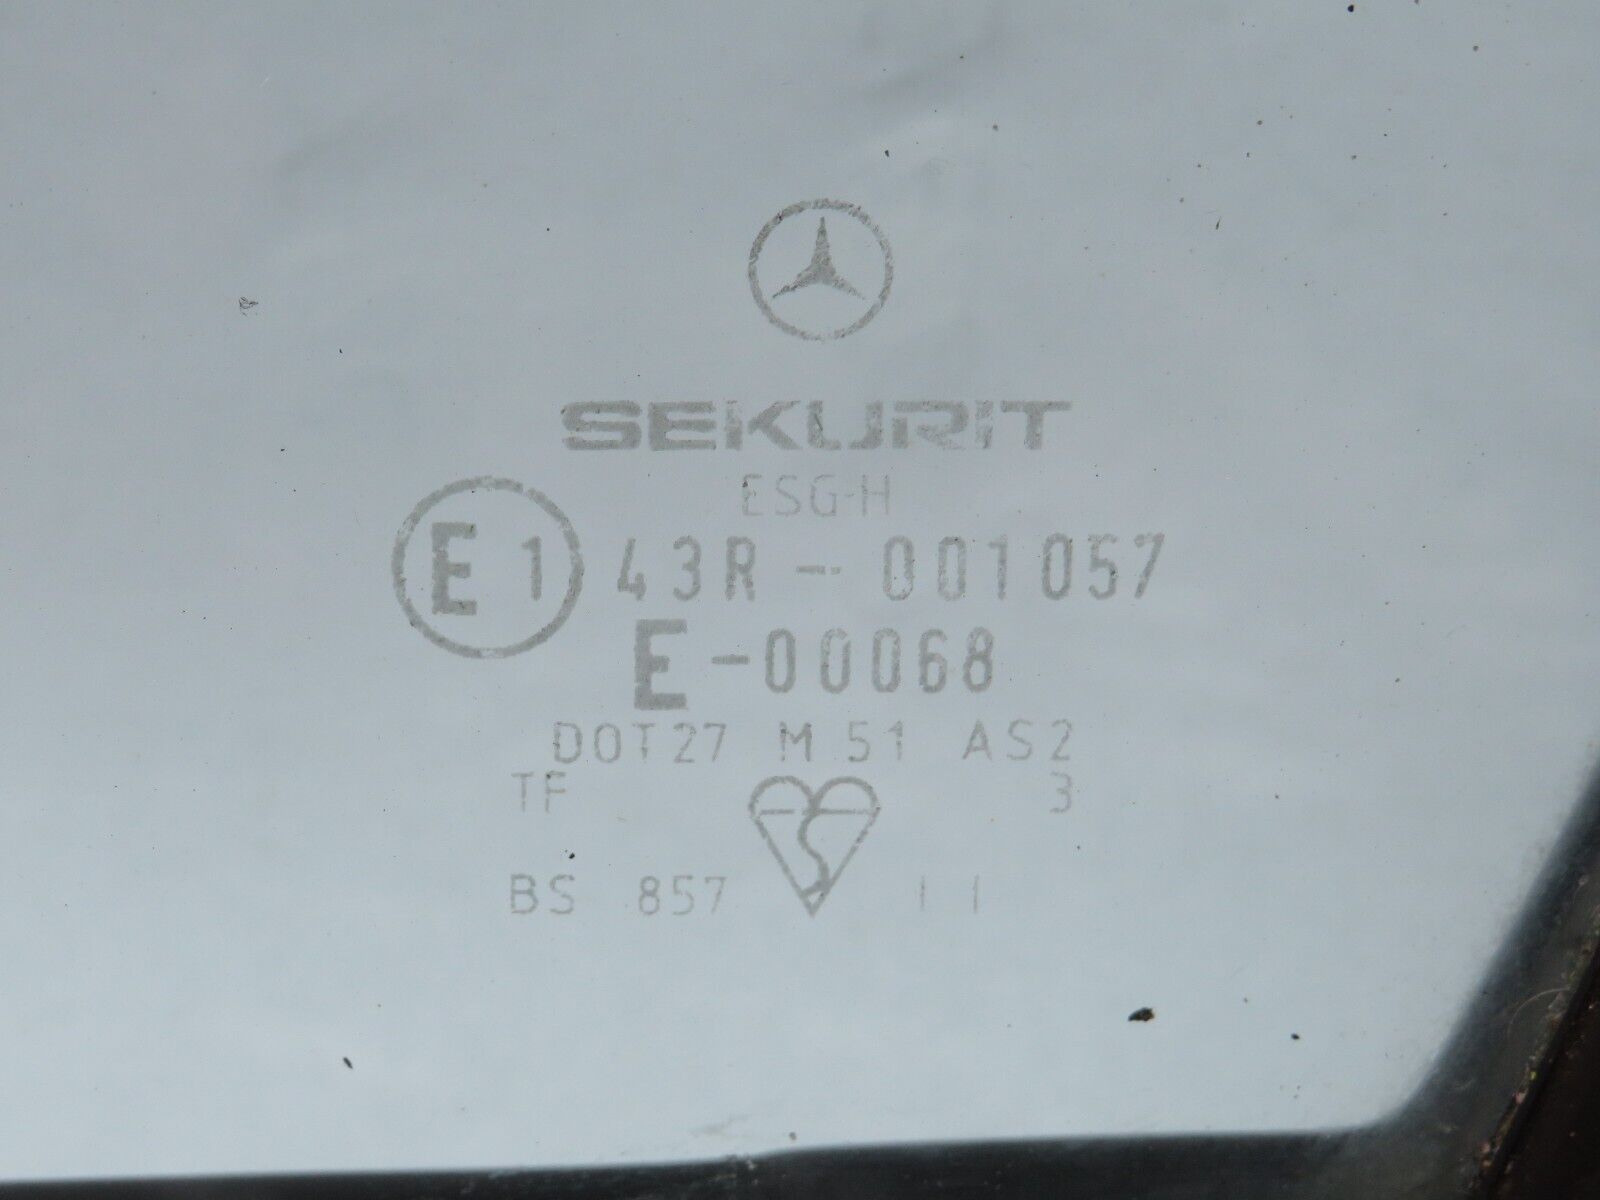 SEKURIT
ESG-H
E1 43R-001057
E-00068
DOT27 M51 AS2
TF 3
BS 857 I I